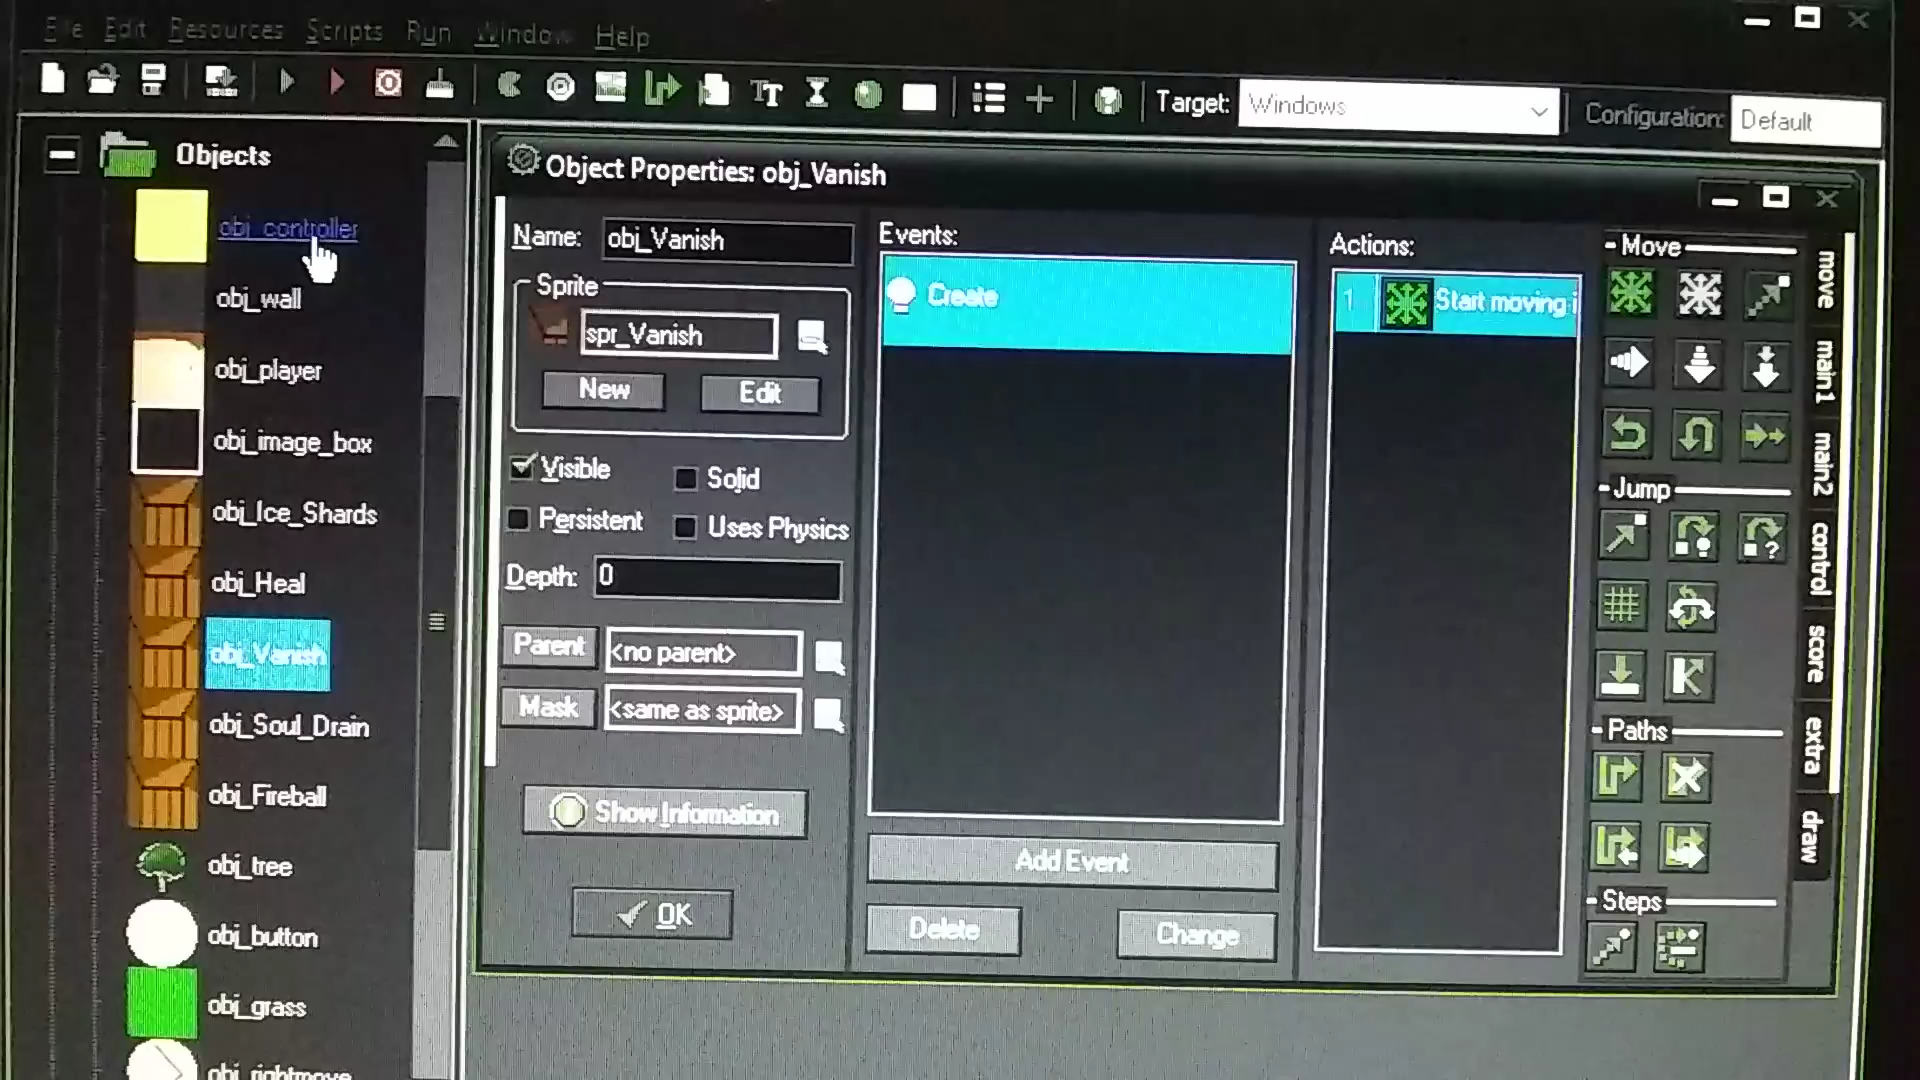 File Edit Resources Scripts Run Window Help
Target: Windows
Configuration: Default
Objects
obj_controller
obj_wall
obj_player
obj_image_box
obj_Ice_Shards
obj_Heal
obj_Vanish
obj_Soul_Drain
obj_Fireball
obj_tree
obj_button
obj_grass
obj_rightmove
Object Properties: obj_Vanish
Name: obj_Vanish
Sprite
spr_Vanish
New Edit
Visible Solid
Persistent Uses Physics
Depth: 0
Parent <no parent>
Mask <same as sprite>
Show Information
OK
Events:
Create
Add Event
Delete Change
Actions:
1 Start moving i
Move
Jump
Paths
Steps
move
main1
main2
control
score
extra
draw